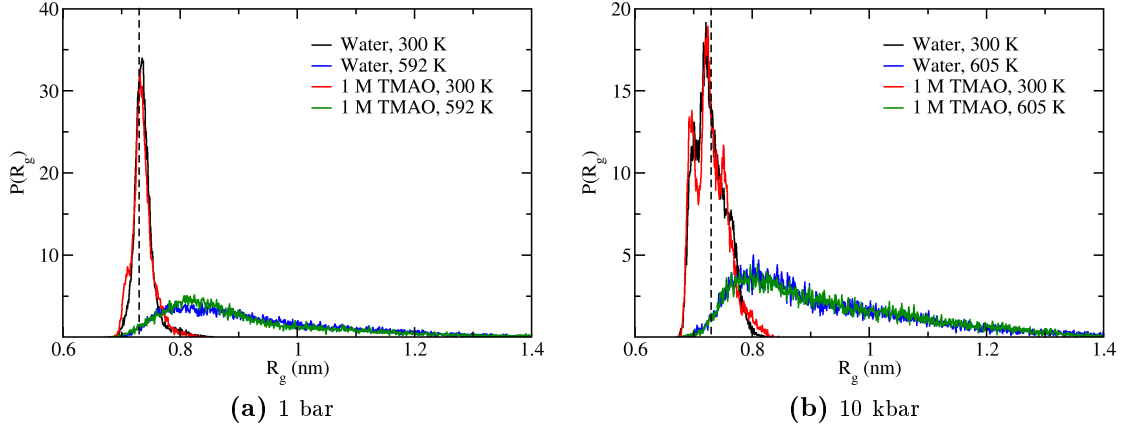 40
30
20
10
P(Rg)
Water, 300 K
Water, 592 K
1 M TMAO, 300 K
1 M TMAO, 592 K
0.6 0.8 1 1.2 1.4
Rg (nm)
(a) 1 bar
20
15
10
5
P(Rg)
Water, 300 K
Water, 605 K
1 M TMAO, 300 K
1 M TMAO, 605 K
0.6 0.8 1 1.2 1.4
Rg (nm)
(b) 10 kbar